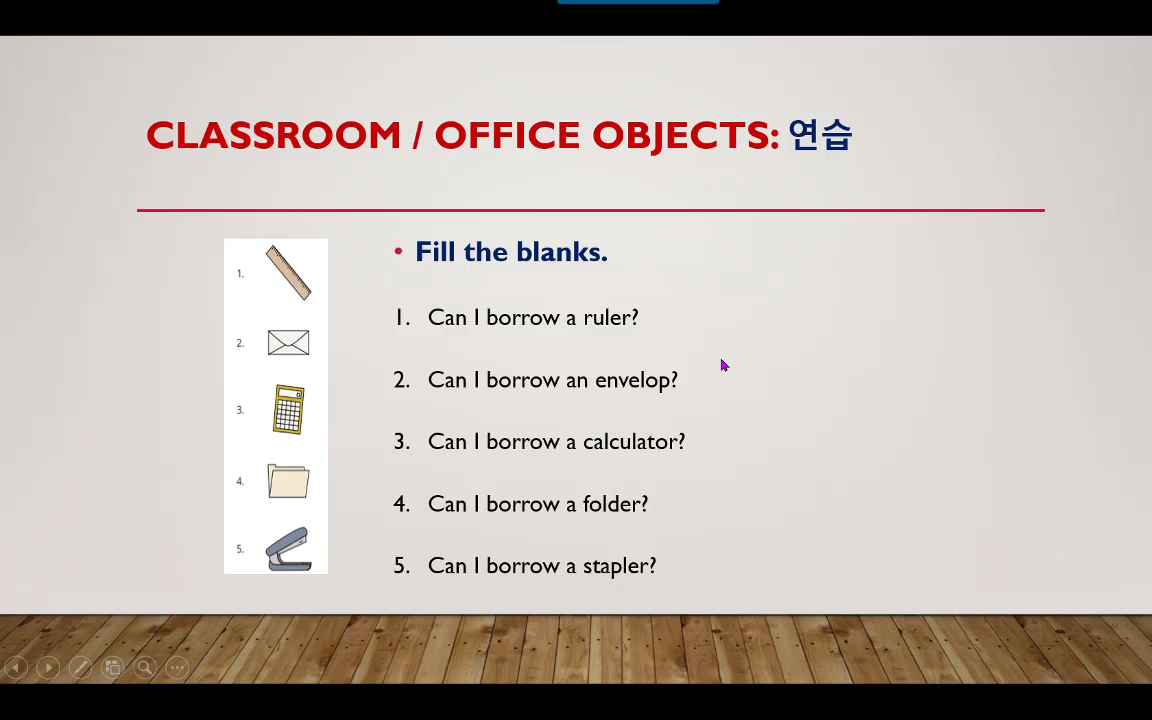 CLASSROOM / OFFICE OBJECTS: 연습
• Fill the blanks.
1.
2.
3.
4.
5.
1. Can I borrow a ruler?
2. Can I borrow an envelop?
3. Can I borrow a calculator?
4. Can I borrow a folder?
5. Can I borrow a stapler?